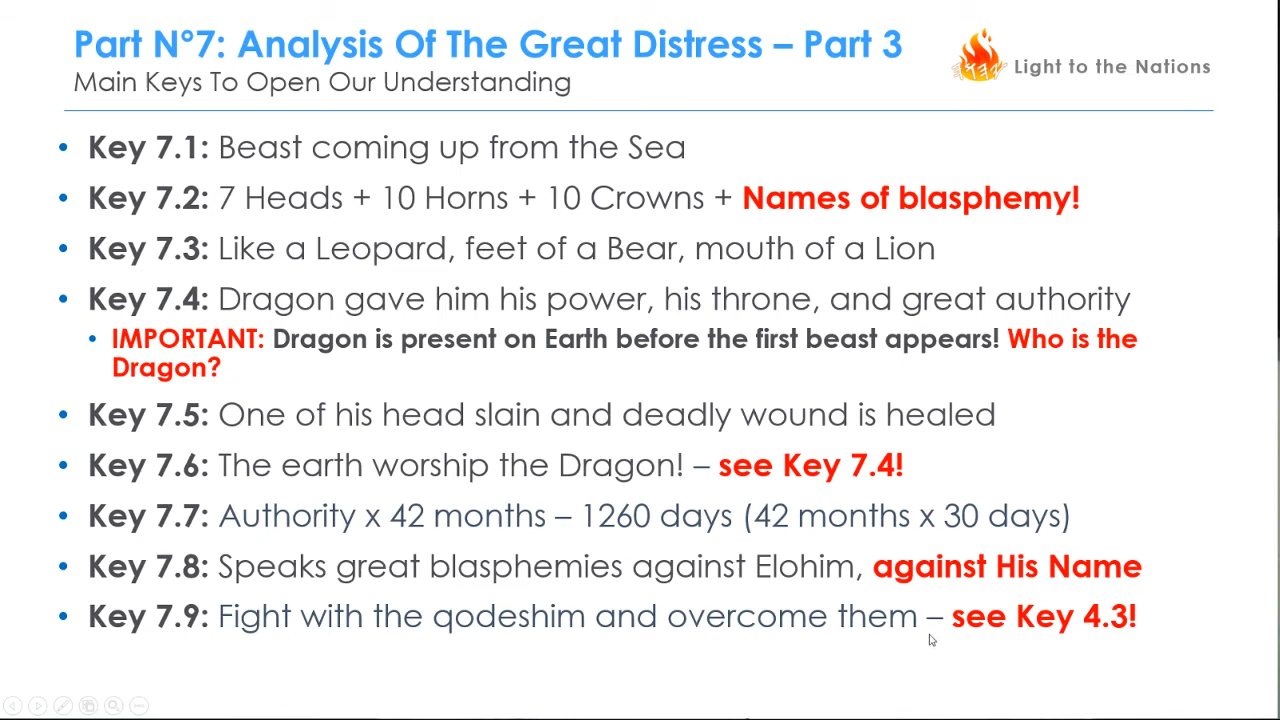 Part N°7: Analysis Of The Great Distress – Part 3
Main Keys To Open Our Understanding
Light to the Nations
• Key 7.1: Beast coming up from the Sea
• Key 7.2: 7 Heads + 10 Horns + 10 Crowns + Names of blasphemy!
• Key 7.3: Like a Leopard, feet of a Bear, mouth of a Lion
• Key 7.4: Dragon gave him his power, his throne, and great authority
• IMPORTANT: Dragon is present on Earth before the first beast appears! Who is the
Dragon?
• Key 7.5: One of his head slain and deadly wound is healed
• Key 7.6: The earth worship the Dragon! – see Key 7.4!
• Key 7.7: Authority x 42 months – 1260 days (42 months x 30 days)
• Key 7.8: Speaks great blasphemies against Elohim, against His Name
• Key 7.9: Fight with the qodeshim and overcome them – see Key 4.3!